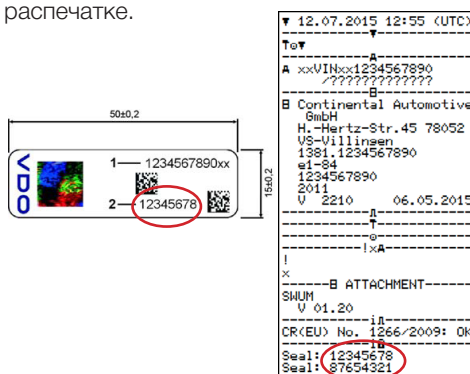 распечатке.
50±0,2
VDO
1 — 1234567890xx
2 — 12345678
15±0,2
▼ 12.07.2015 12:55 (UTC)
A xxVINxx1234567890
/?????????????
B Continental Automotive
GmbH
H.-Hertz-Str.45 78052
VS-Villingen
1381.1234567890
e1-84
1234567890
2011
V 2210 06.05.2015
!xA
!
x
B ATTACHMENT
SWUM
V 01.20
CR(EU) No. 1266/2009: OK
Seal: 12345678
Seal: 87654321